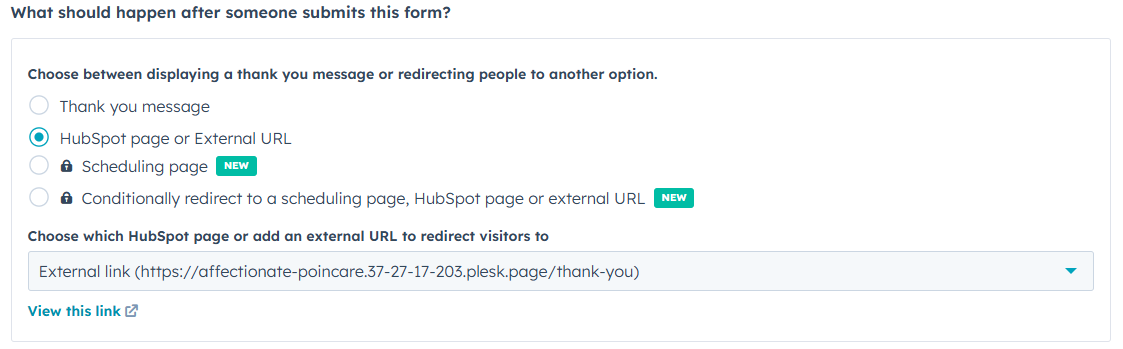 What should happen after someone submits this form?
Choose between displaying a thank you message or redirecting people to another option.
Thank you message
HubSpot page or External URL
Scheduling page NEW
Conditionally redirect to a scheduling page, HubSpot page or external URL NEW
Choose which HubSpot page or add an external URL to redirect visitors to
External link (https://affectionate-poincare.37-27-17-203.plesk.page/thank-you)
View this link